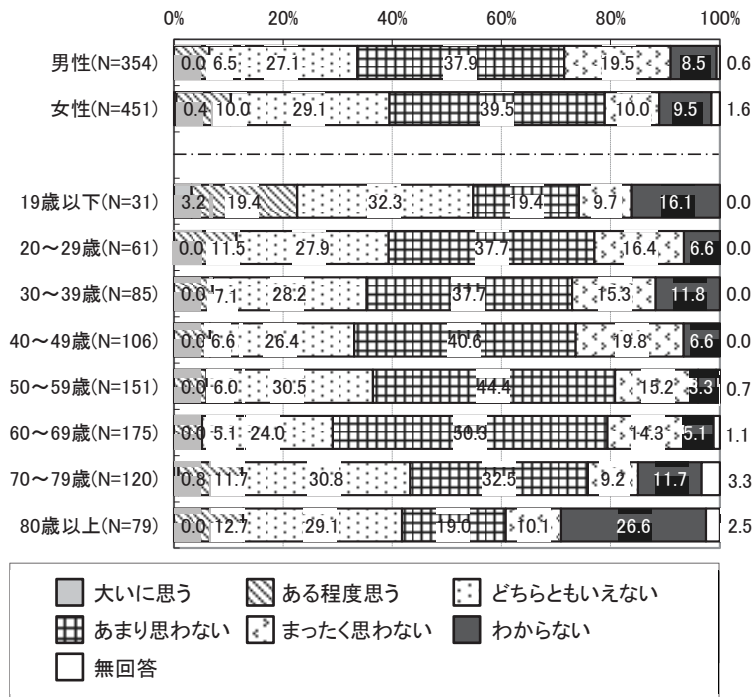 0% 20% 40% 60% 80% 100%
男性(N=354) 0.0 6.5 27.1 37.9 19.5 8.5 0.6
女性(N=451) 0.4 10.0 29.1 39.5 10.0 9.5 1.6
19歳以下(N=31) 3.2 19.4 32.3 19.4 9.7 16.1 0.0
20～29歳(N=61) 0.0 11.5 27.9 37.7 16.4 6.6 0.0
30～39歳(N=85) 0.0 7.1 28.2 37.7 15.3 11.8 0.0
40～49歳(N=106) 0.0 6.6 26.4 40.6 19.8 6.6 0.0
50～59歳(N=151) 0.0 6.0 30.5 44.4 15.2 3.3 0.7
60～69歳(N=175) 0.0 5.1 24.0 50.3 14.3 5.1 1.1
70～79歳(N=120) 0.8 11.7 30.8 32.5 9.2 11.7 3.3
80歳以上(N=79) 0.0 12.7 29.1 19.0 10.1 26.6 2.5
大いに思う ある程度思う どちらともいえない
あまり思わない まったく思わない わからない
無回答